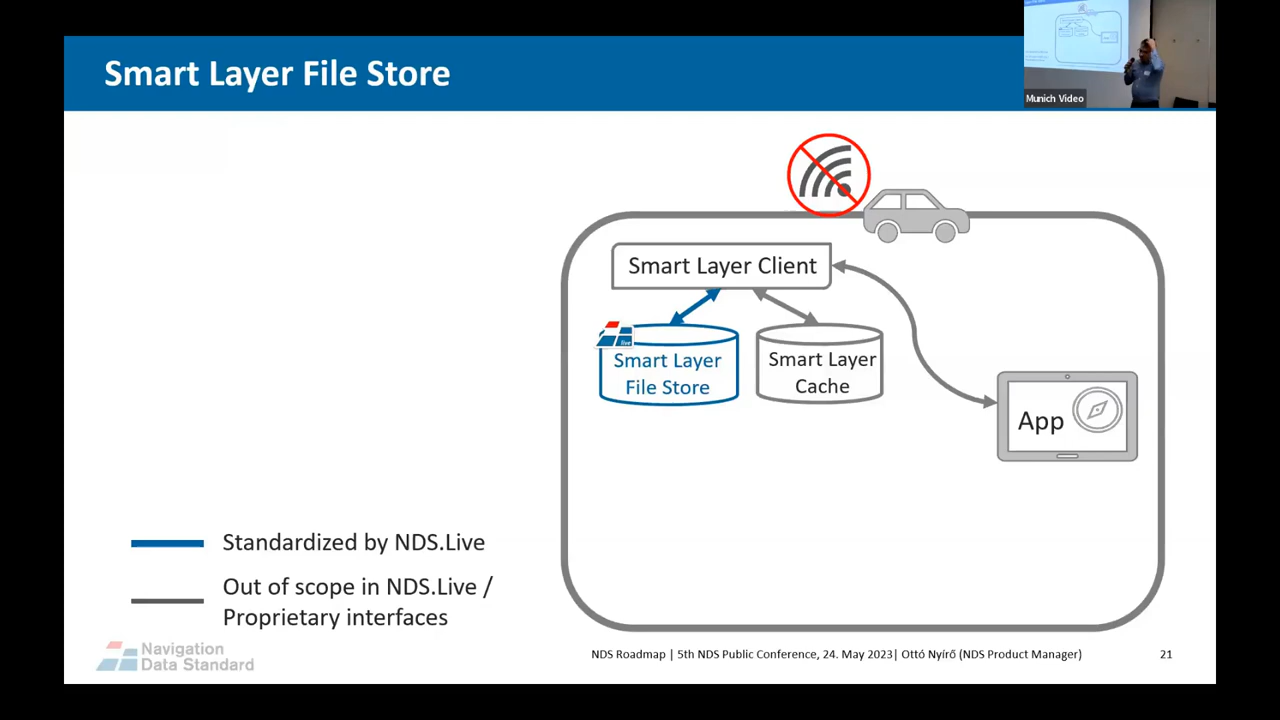 Smart Layer File Store
Munich Video
Smart Layer Client
live
Smart Layer
File Store
Smart Layer
Cache
App
Standardized by NDS.Live
Out of scope in NDS.Live /
Proprietary interfaces
Navigation
Data Standard
NDS Roadmap | 5th NDS Public Conference, 24. May 2023| Ottó Nyírő (NDS Product Manager)
21